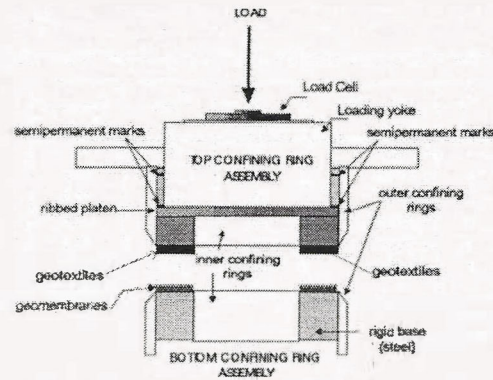 LOAD
Load Cell
Loading yoke
semipermanent marks
semipermanent marks
TOP CONFINING RING ASSEMBLY
ribbed platen
outer confining rings
inner confining rings
geotextiles
geotextiles
geomembranes
rigid base (steel)
BOTTOM CONFINING RING ASSEMBLY